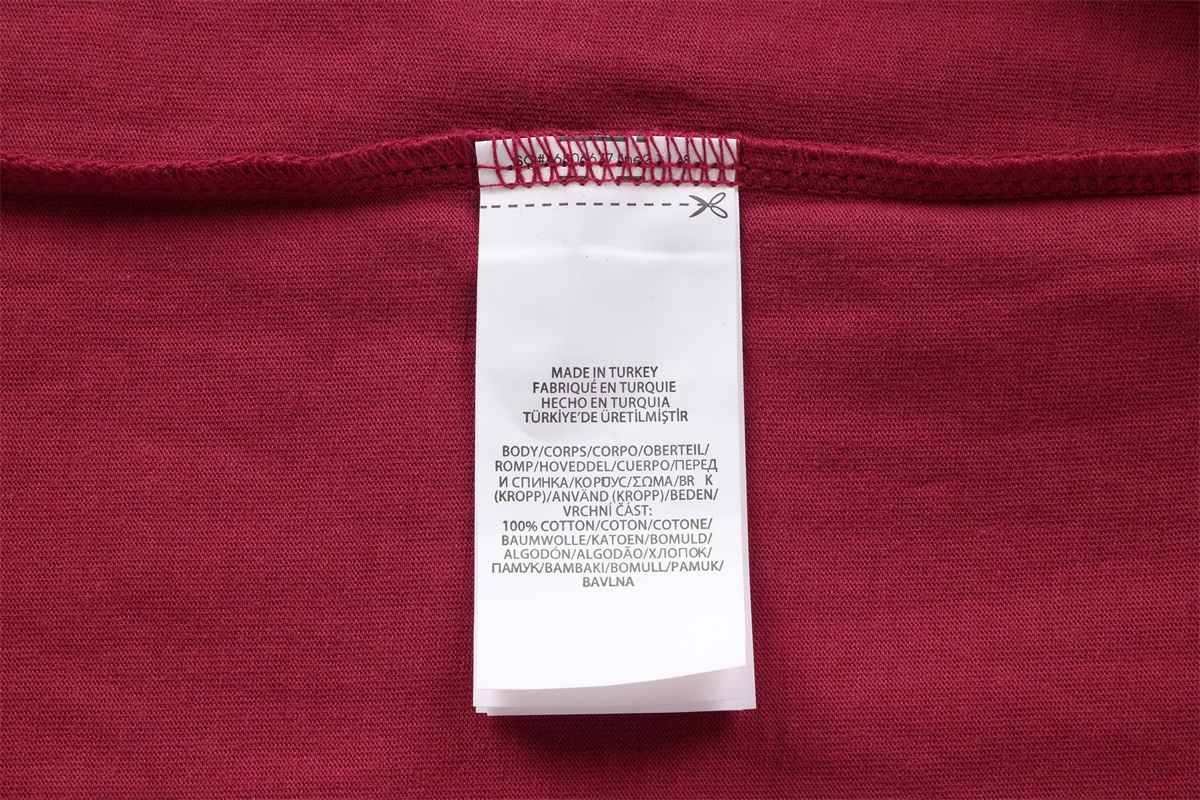 MADE IN TURKEY
FABRIQUÉ EN TURQUIE
HECHO EN TURQUIA
TÜRKİYE'DE ÜRETİLMİŞTİR
BODY/CORPS/CORPO/OBERTEIL/
ROMP/HOVEDDEL/CUERPO/ПЕРЕД
И СПИНКА/КОРПУС/ΣΩΜΑ/BR K
(KROPP)/ANVÄND (KROPP)/BEDEN/
VRCHNÍ ČÁST:
100% COTTON/COTON/COTONE/
BAUMWOLLE/KATOEN/BOMULD/
ALGODÓN/ALGODÃO/ХЛОПОК/
ПАМУК/BAMBAKI/BOMULL/PAMUK/
BAVLNA